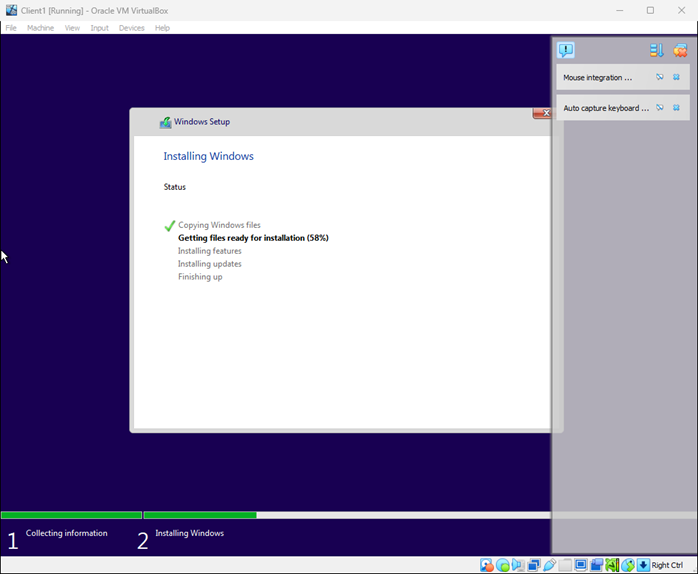 Client1 [Running] - Oracle VM VirtualBox
File Machine View Input Devices Help
Mouse integration ...
Auto capture keyboard ...
Windows Setup
Installing Windows
Status
Copying Windows files
Getting files ready for installation (58%)
Installing features
Installing updates
Finishing up
1 Collecting information
2 Installing Windows
Right Ctrl